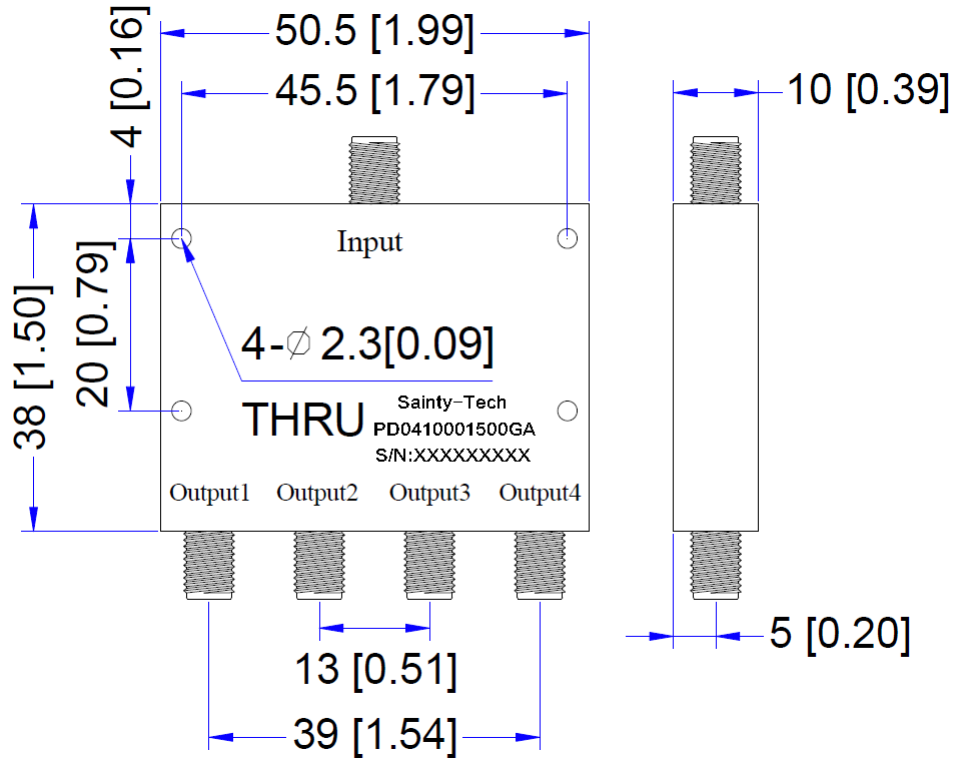 50.5 [1.99]
45.5 [1.79]
4 [0.16]
10 [0.39]
Input
20 [0.79]
38 [1.50]
4-∅ 2.3[0.09]
THRU
Sainty-Tech
PD0410001500GA
S/N:XXXXXXXXX
Output1 Output2 Output3 Output4
5 [0.20]
13 [0.51]
39 [1.54]